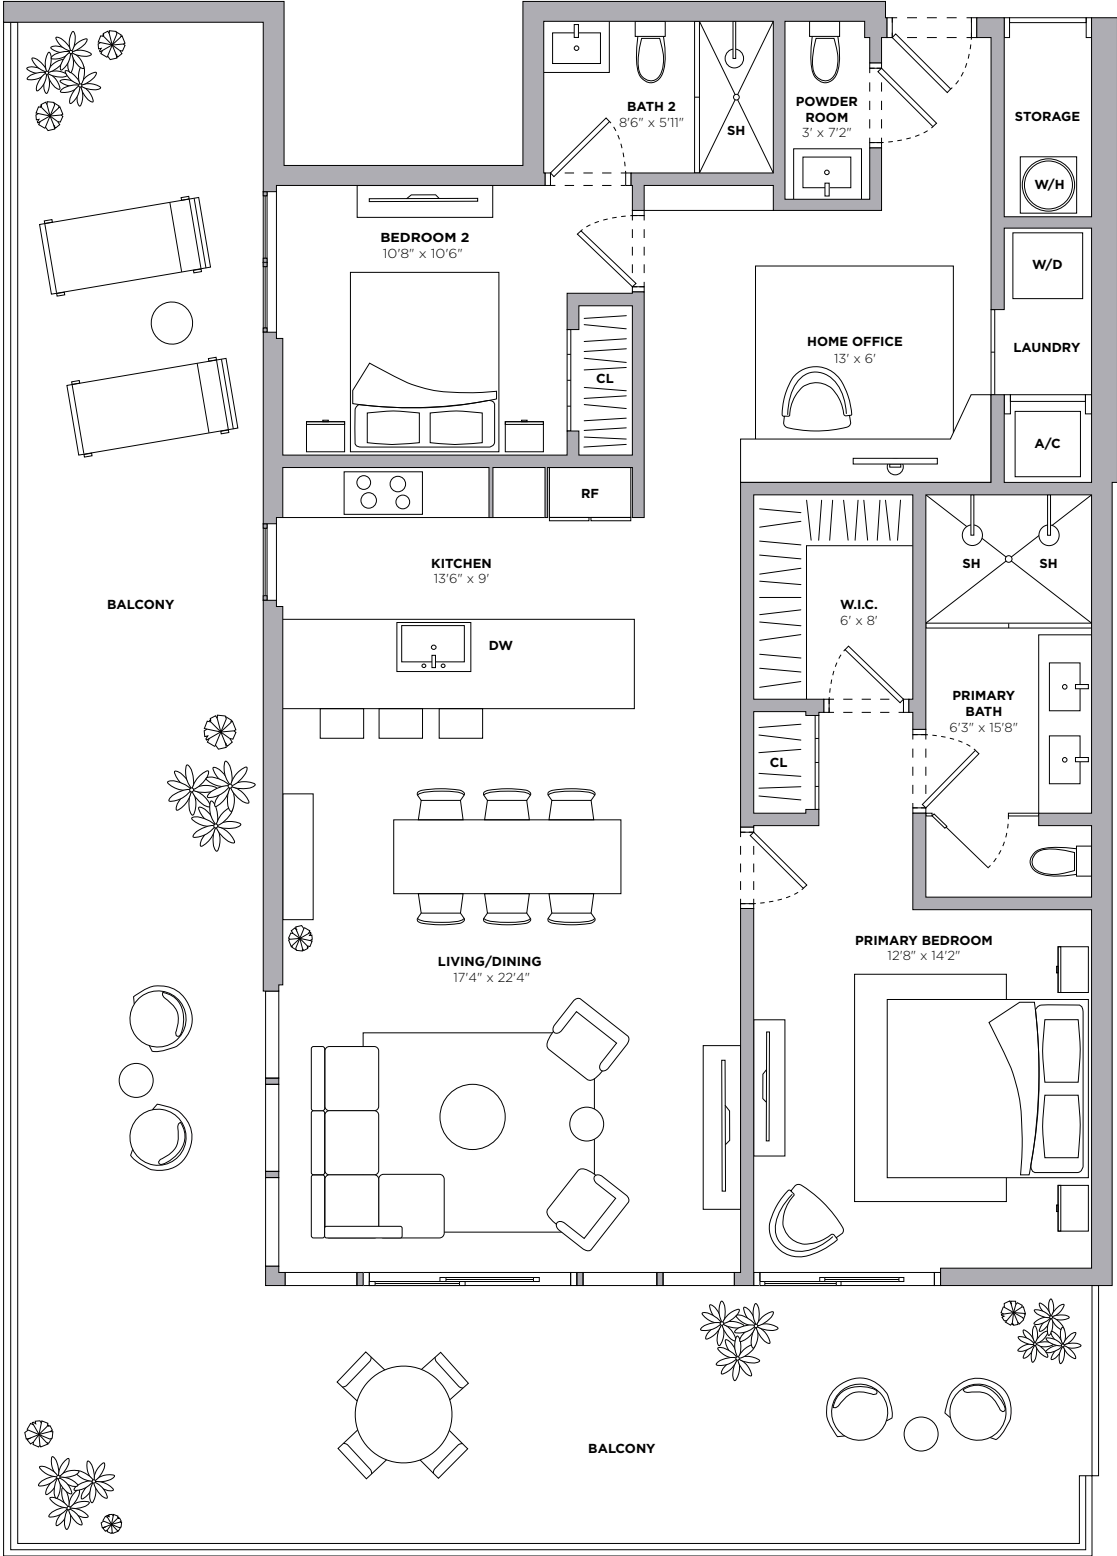 BATH 2
8'6" x 5'11"
SH
POWDER
ROOM
3' x 7'2"
STORAGE
W/H
BEDROOM 2
10'8" x 10'6"
CL
HOME OFFICE
13' x 6'
W/D
LAUNDRY
A/C
RF
KITCHEN
13'6" x 9'
DW
BALCONY
W.I.C.
6' x 8'
SH
SH
PRIMARY
BATH
6'3" x 15'8"
CL
LIVING/DINING
17'4" x 22'4"
PRIMARY BEDROOM
12'8" x 14'2"
BALCONY